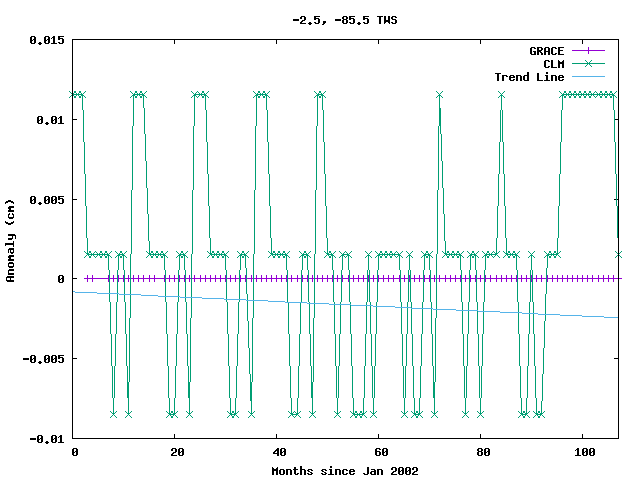 -2.5, -85.5 TWS
GRACE
CLM
Trend Line
0.015
0.01
0.005
0
-0.005
-0.01
Anomaly (cm)
0 20 40 60 80 100
Months since Jan 2002